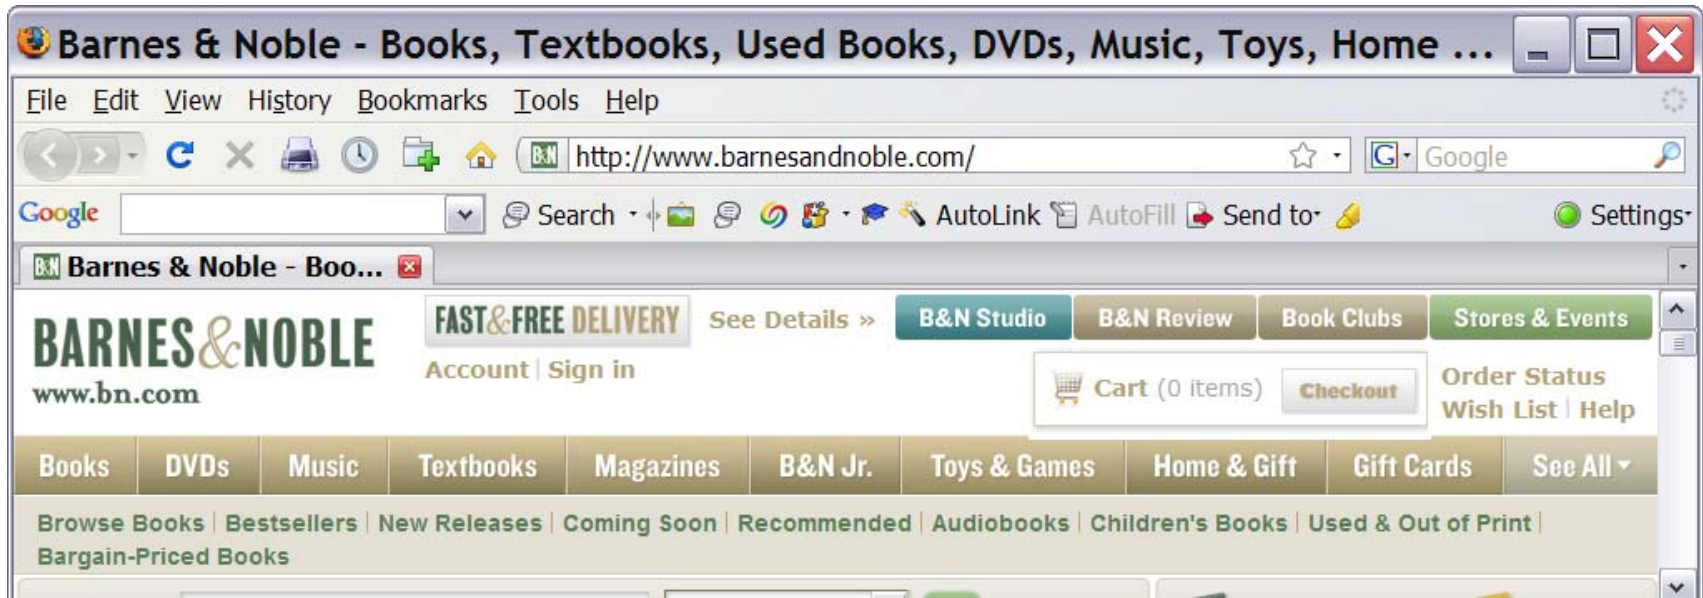 Barnes & Noble - Books, Textbooks, Used Books, DVDs, Music, Toys, Home ...
File Edit View History Bookmarks Tools Help
B&N http://www.barnesandnoble.com/ G Google
Google Search AutoLink AutoFill Send to Settings
B&N Barnes & Noble - Boo...
FAST&FREE DELIVERY See Details » B&N Studio B&N Review Book Clubs Stores & Events
BARNES&NOBLE
www.bn.com
Account | Sign in
Cart (0 items) Checkout
Order Status
Wish List | Help
Books DVDs Music Textbooks Magazines B&N Jr. Toys & Games Home & Gift Gift Cards See All
Browse Books | Bestsellers | New Releases | Coming Soon | Recommended | Audiobooks | Children's Books | Used & Out of Print |
Bargain-Priced Books